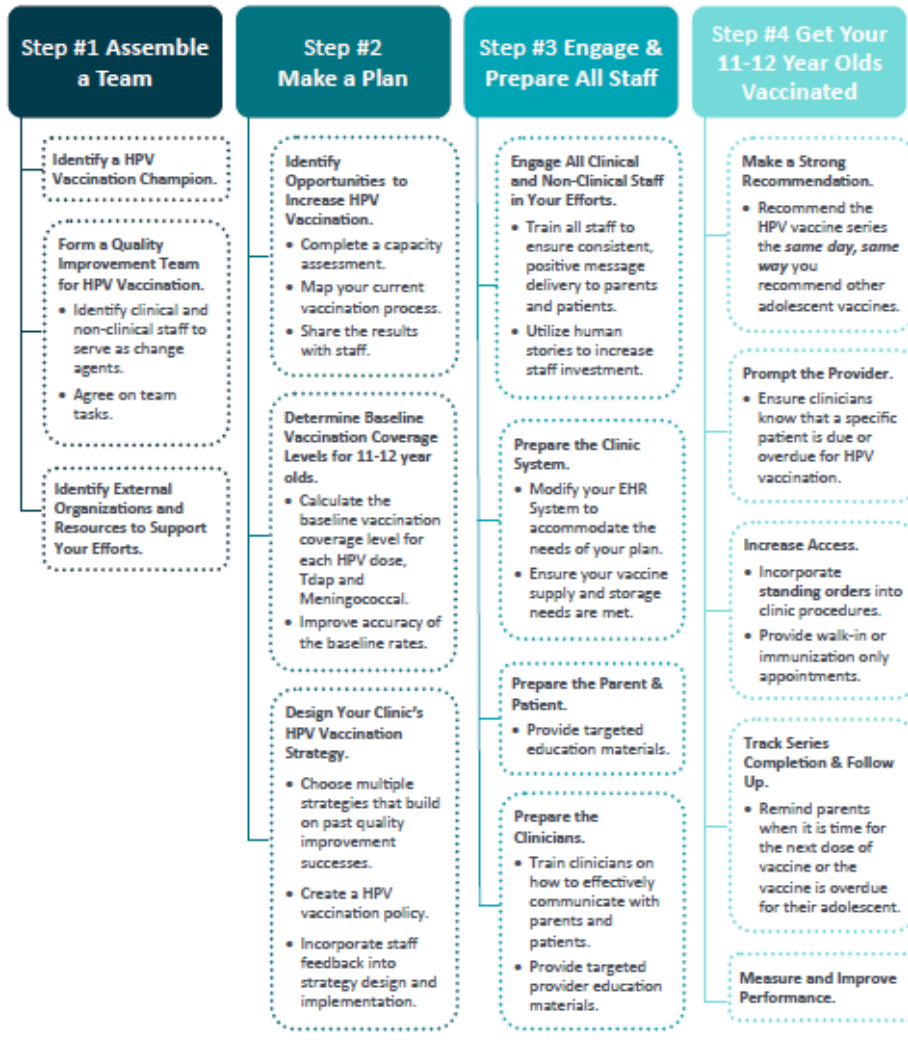 Step #1 Assemble
a Team
Identify a HPV
Vaccination Champion.
Form a Quality
Improvement Team
for HPV Vaccination.
• Identify clinical and
non-clinical staff to
serve as change
agents.
• Agree on team
tasks.
Identify External
Organizations and
Resources to Support
Your Efforts.
Step #2
Make a Plan
Identify
Opportunities to
Increase HPV
Vaccination.
• Complete a capacity
assessment.
• Map your current
vaccination process.
• Share the results
with staff.
Determine Baseline
Vaccination Coverage
Levels for 11-12 year
olds.
• Calculate the
baseline vaccination
coverage level for
each HPV dose,
Tdap and
Meningococcal.
• Improve accuracy of
the baseline rates.
Design Your Clinic's
HPV Vaccination
Strategy.
• Choose multiple
strategies that build
on past quality
improvement
successes.
• Create a HPV
vaccination policy.
• Incorporate staff
feedback into
strategy design and
implementation.
Step #3 Engage &
Prepare All Staff
Engage All Clinical
and Non-Clinical Staff
in Your Efforts.
• Train all staff to
ensure consistent,
positive message
delivery to parents
and patients.
• Utilize human
stories to increase
staff investment.
Prepare the Clinic
System.
• Modify your EHR
System to
accommodate the
needs of your plan.
• Ensure your vaccine
supply and storage
needs are met.
Prepare the Parent &
Patient.
• Provide targeted
education materials.
Prepare the
Clinicians.
• Train clinicians on
how to effectively
communicate with
parents and
patients.
• Provide targeted
provider education
materials.
Step #4 Get Your
11-12 Year Olds
Vaccinated
Make a Strong
Recommendation.
• Recommend the
HPV vaccine series
the same day, same
way you
recommend other
adolescent vaccines.
Prompt the Provider.
• Ensure clinicians
know that a specific
patient is due or
overdue for HPV
vaccination.
Increase Access.
• Incorporate
standing orders into
clinic procedures.
• Provide walk-in or
immunization only
appointments.
Track Series
Completion & Follow
Up.
• Remind parents
when it is time for
the next dose of
vaccine or the
vaccine is overdue
for their adolescent.
Measure and Improve
Performance.